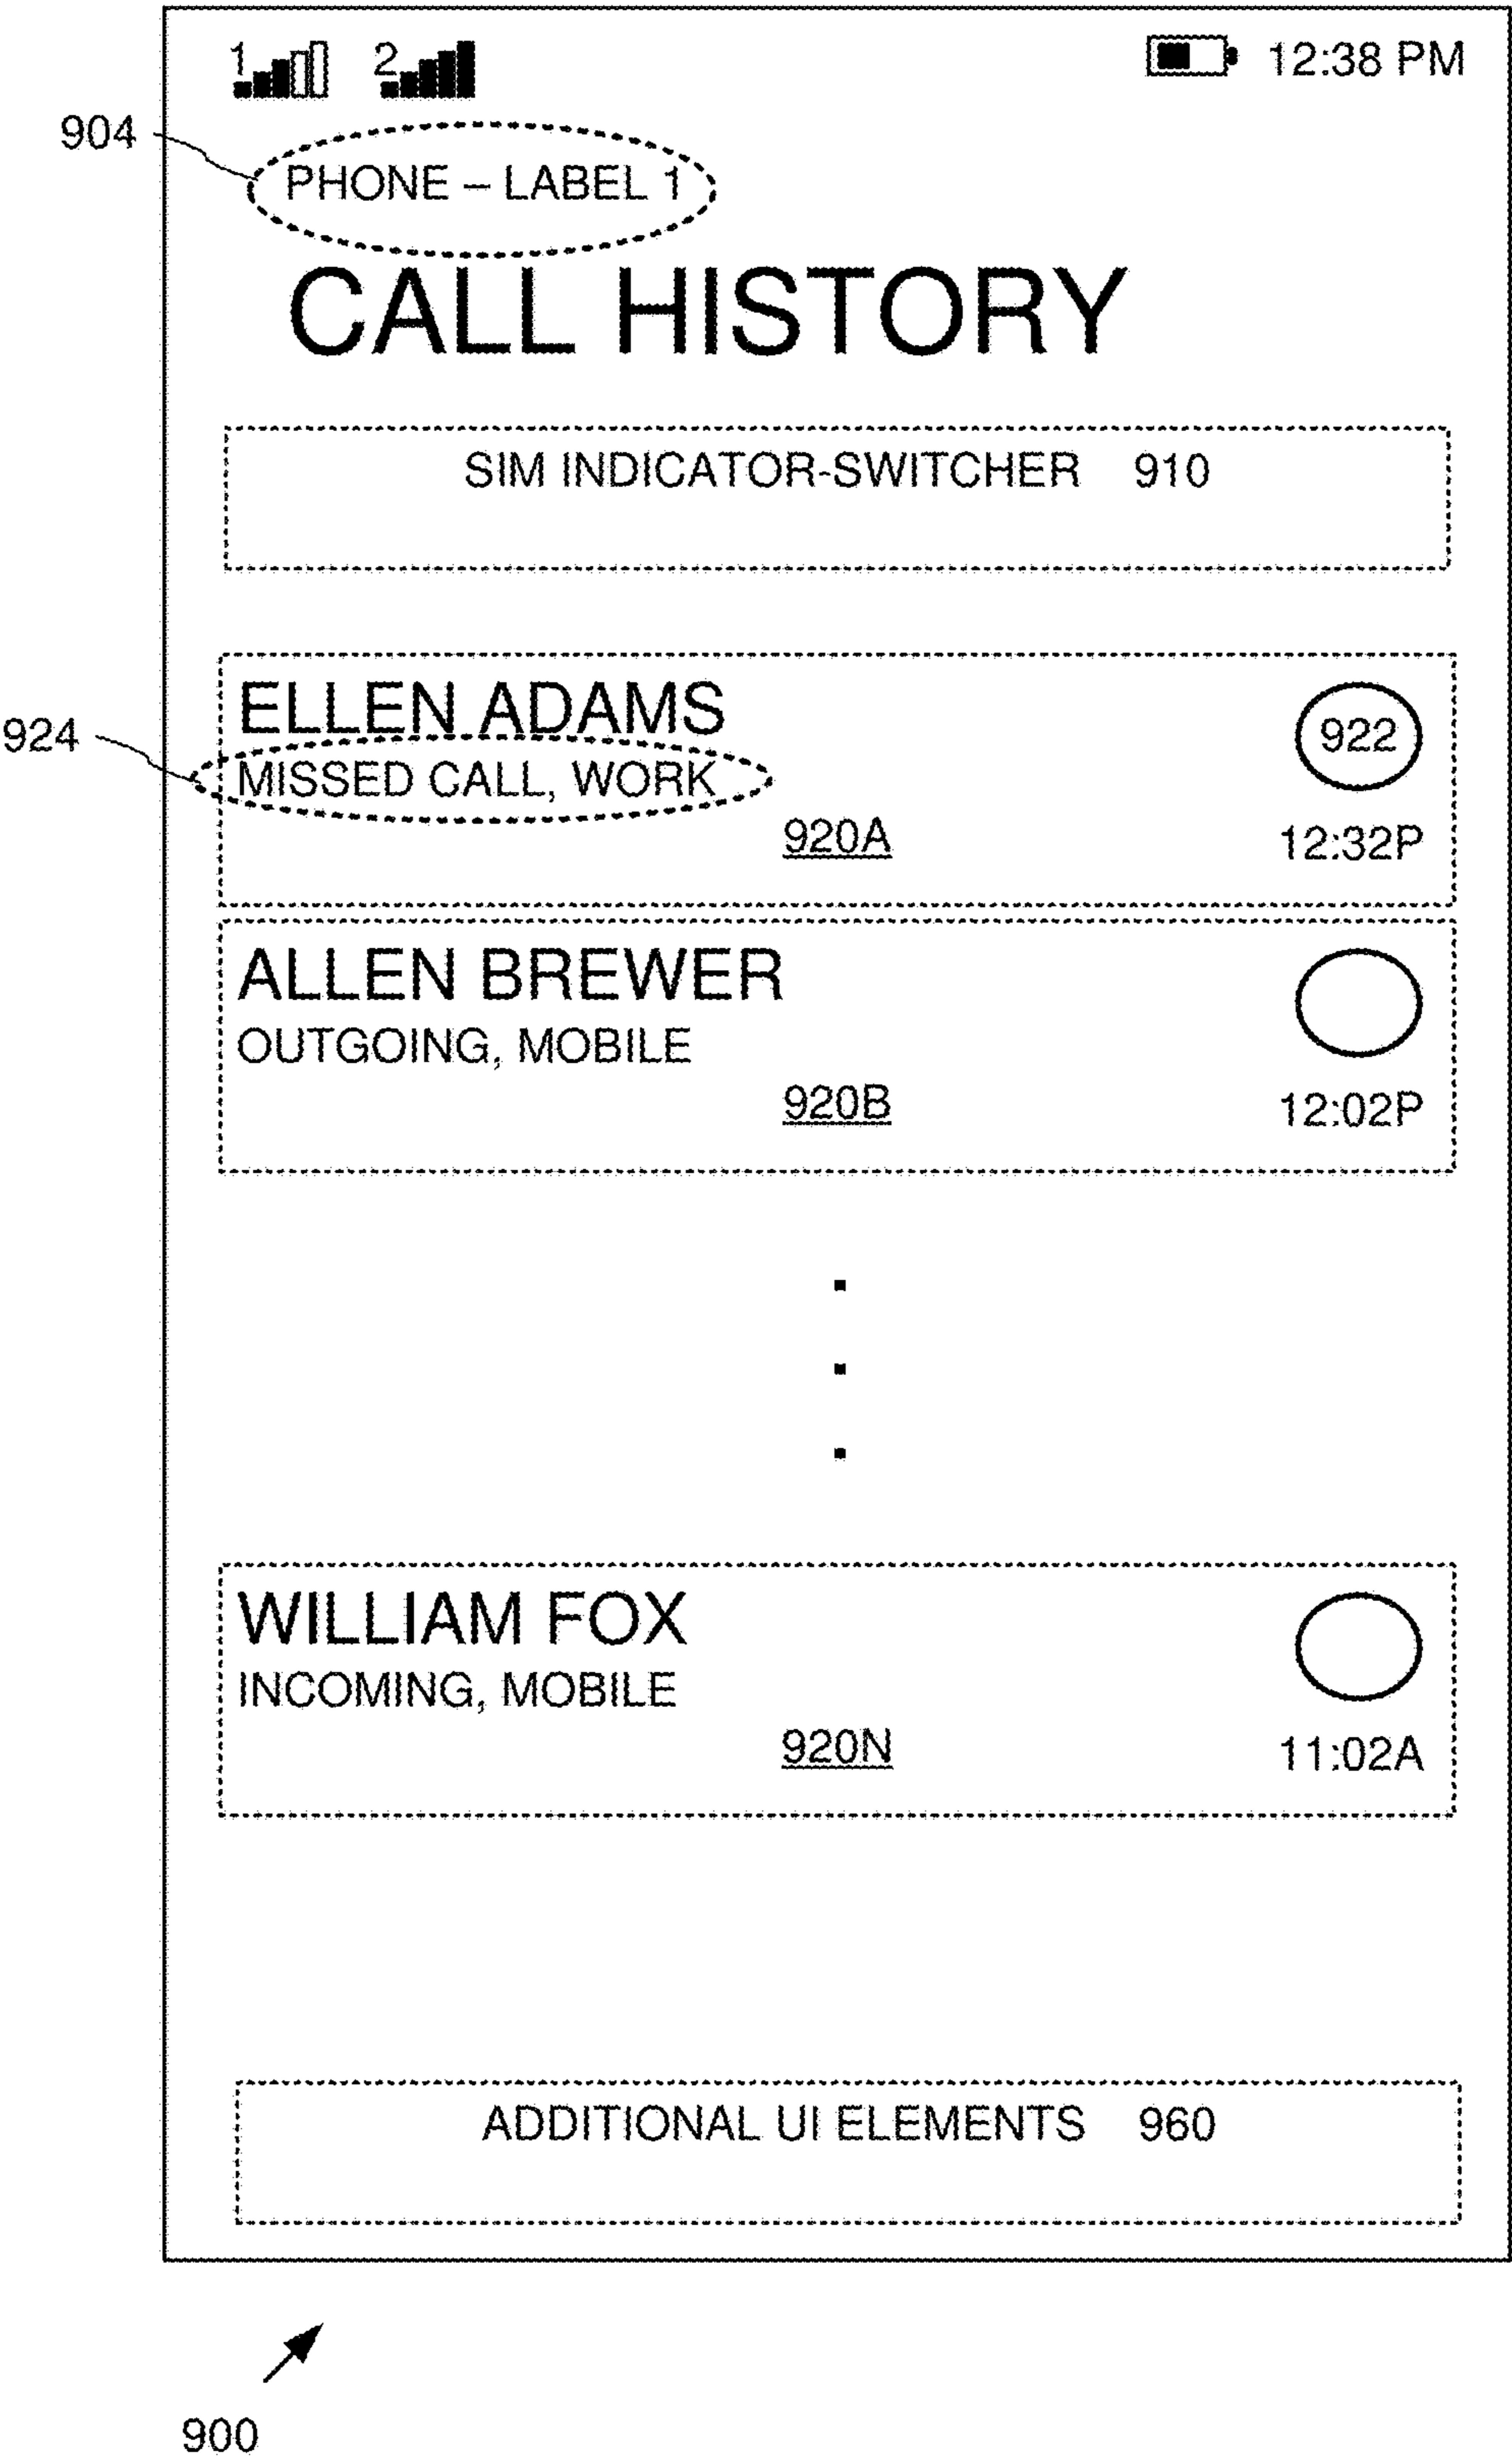 1 2 12:38 PM
904
PHONE – LABEL 1
CALL HISTORY
SIM INDICATOR-SWITCHER 910
ELLEN ADAMS
922
924
MISSED CALL, WORK
920A
12:32P
ALLEN BREWER
OUTGOING, MOBILE
920B
12:02P
WILLIAM FOX
INCOMING, MOBILE
920N
11:02A
ADDITIONAL UI ELEMENTS 960
900